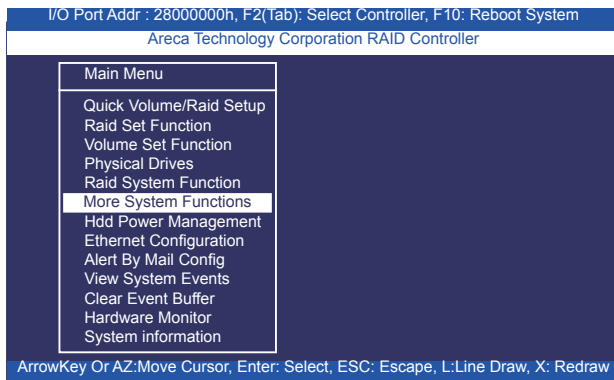 I/O Port Addr : 28000000h, F2(Tab): Select Controller, F10: Reboot System
Areca Technology Corporation RAID Controller
Main Menu
Quick Volume/Raid Setup
Raid Set Function
Volume Set Function
Physical Drives
Raid System Function
More System Functions
Hdd Power Management
Ethernet Configuration
Alert By Mail Config
View System Events
Clear Event Buffer
Hardware Monitor
System information
ArrowKey Or AZ:Move Cursor, Enter: Select, ESC: Escape, L:Line Draw, X: Redraw